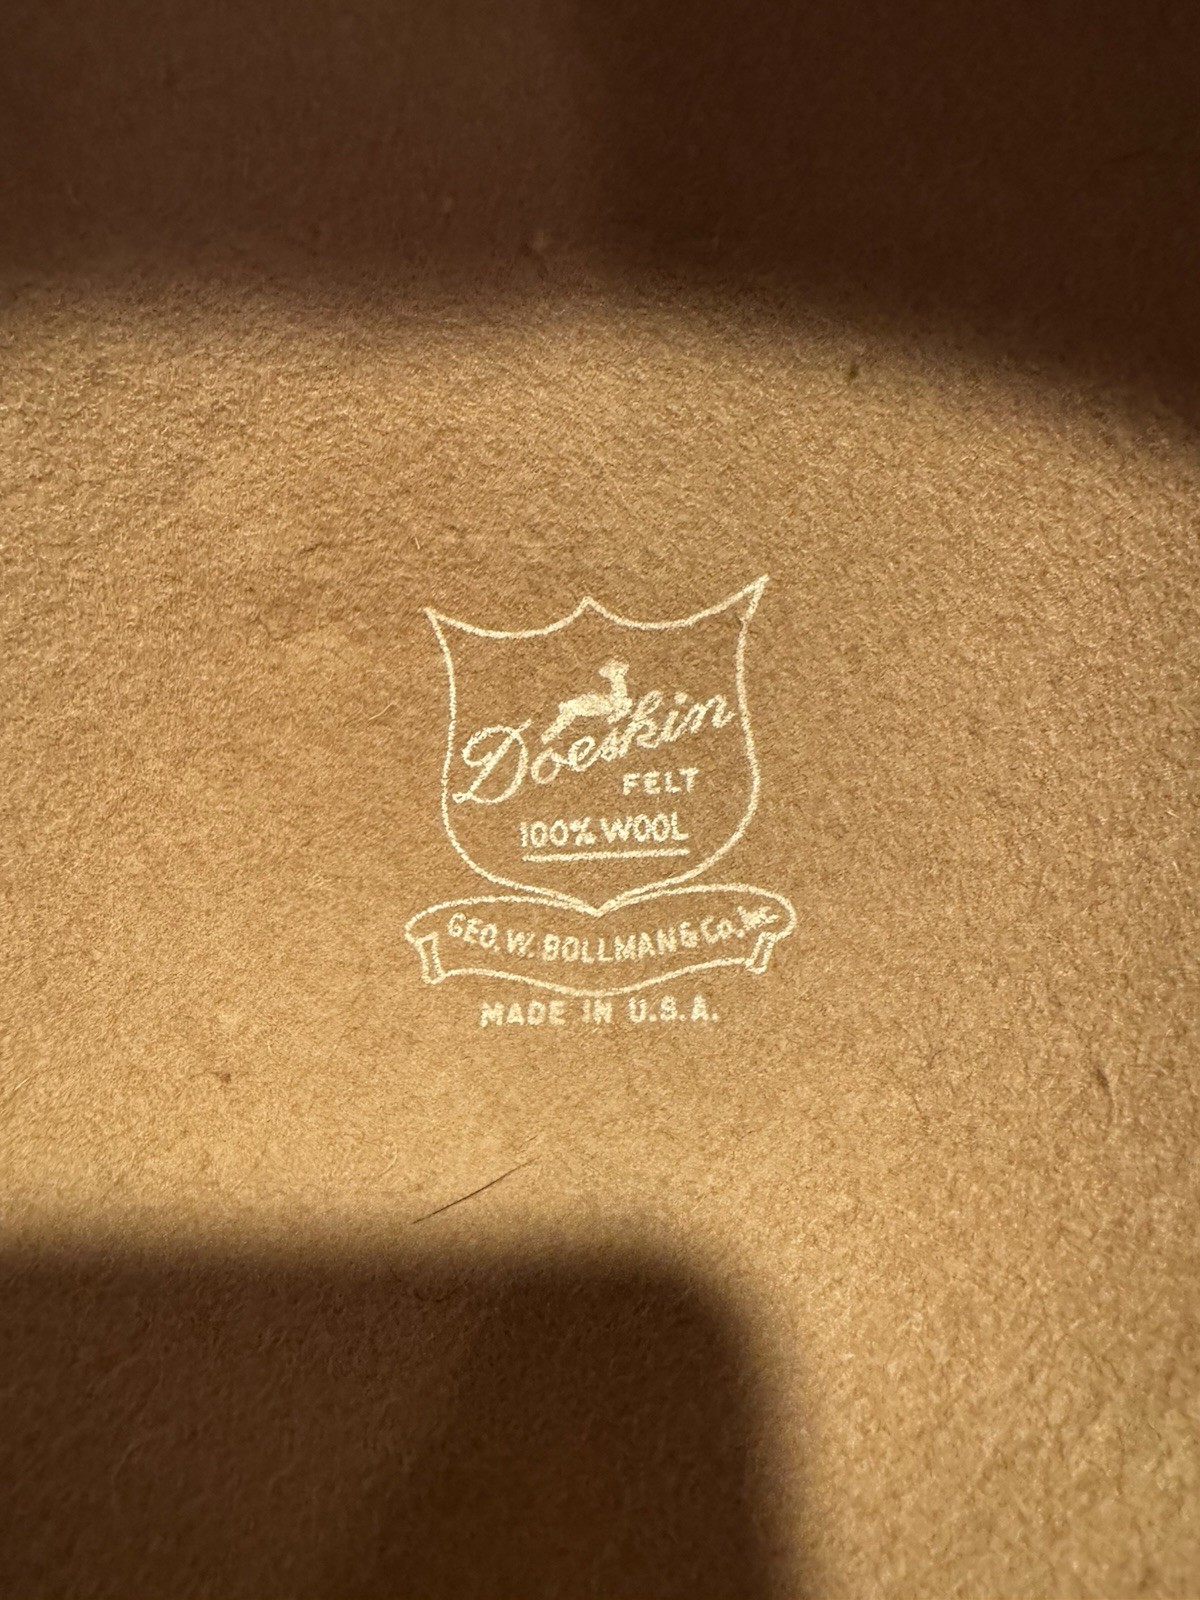 Doeskin
FELT
100% WOOL
GEO. W. BOLLMAN & Co., Inc.
MADE IN U.S.A.